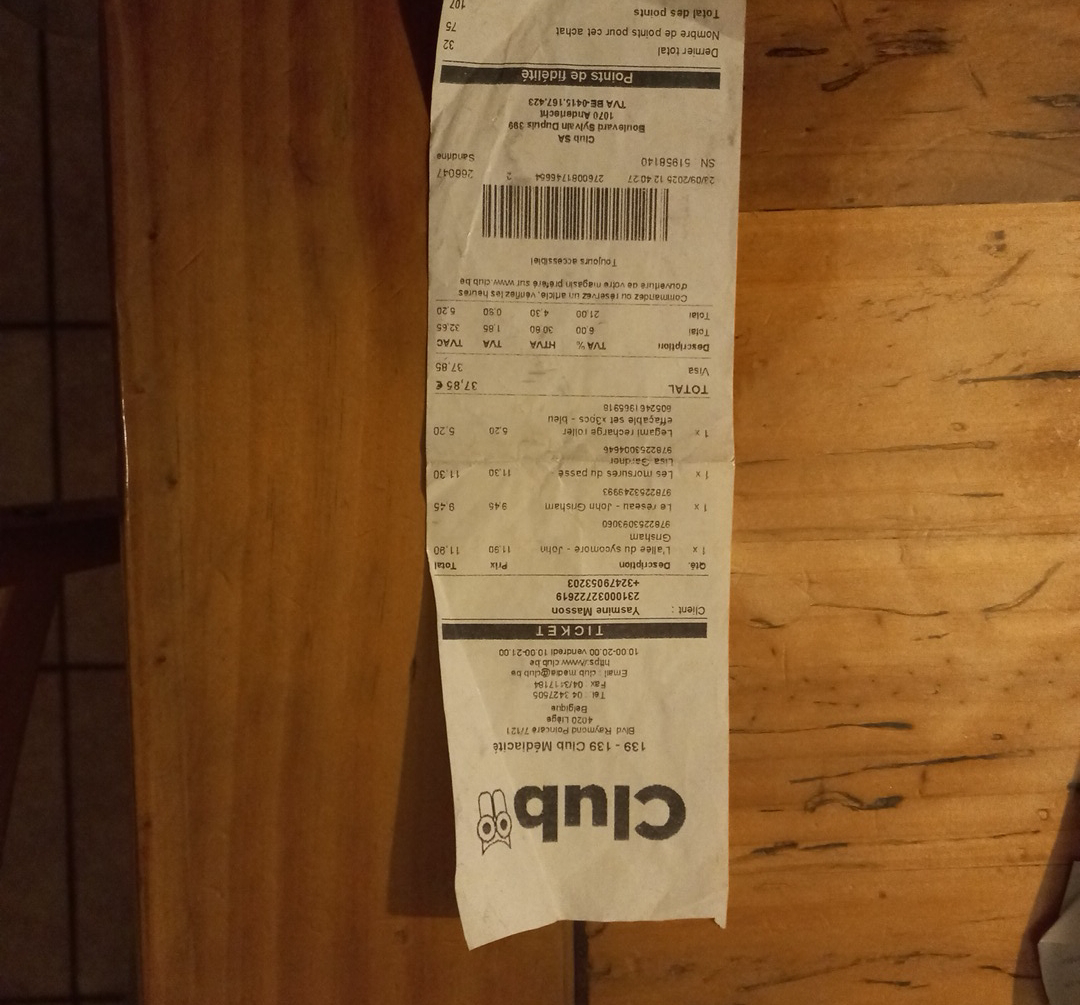 Club
139 - 139 Club Médiacité
Blvd Raymond Poincaré 7/121
4020 Liège
Belgique
Tél : 04 3427505
Fax : 04/3117184
Email : club.media@club.be
https://www.club.be
10:00-20:00 vendredi 10:00-21:00
TICKET
Client : Yasmine Masson
2310003272619
+32479053203
Qté. Description Prix Total
1 x L'allée du sycomore - John 11.90 11.90
Grisham
9782253093060
1 x Le réseau - John Grisham 9.45 9.45
9782253249993
1 x Les morsures du passé - 11.30 11.30
Lisa Gardner
9782253004646
1 x Legami recharge roller 5.20 5.20
effaçable set x3pcs - bleu
8052461965918
TOTAL 37,85 €
Visa 37,85
Description TVA % HTVA TVA TVAC
Total 6.00 30.80 1.85 32.65
Total 21.00 4.30 0.90 5.20
Commandez ou réservez un article, vérifiez les heures
d'ouverture de votre magasin préféré sur www.club.be
Toujours accessible!
23/09/2025 12:40:27 2760081746654 2 266047
SN 51958140 Sandrine
Club SA
Boulevard Sylvain Dupuis 399
1070 Anderlecht
TVA BE-0415.167.423
Points de fidélité
Dernier total 32
Nombre de points pour cet achat 75
Total des points 107